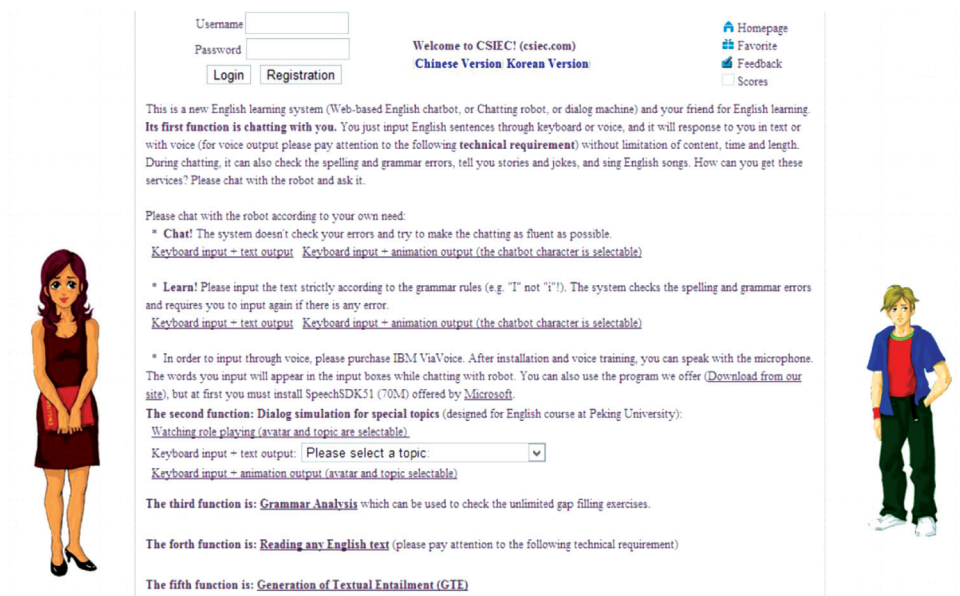 Username
Password
Login Registration
Welcome to CSIEC! (csiec.com)
Chinese Version Korean Version
Homepage
Favorite
Feedback
Scores
This is a new English learning system (Web-based English chatbot, or Chatting robot, or dialog machine) and your friend for English learning.
Its first function is chatting with you. You just input English sentences through keyboard or voice, and it will response to you in text or
with voice (for voice output please pay attention to the following technical requirement) without limitation of content, time and length.
During chatting, it can also check the spelling and grammar errors, tell you stories and jokes, and sing English songs. How can you get these
services? Please chat with the robot and ask it.
Please chat with the robot according to your own need:
* Chat! The system doesn't check your errors and try to make the chatting as fluent as possible.
Keyboard input + text output Keyboard input + animation output (the chatbot character is selectable)
* Learn! Please input the text strictly according to the grammar rules (e.g. "I" not "i"!). The system checks the spelling and grammar errors
and requires you to input again if there is any error.
Keyboard input + text output Keyboard input + animation output (the chatbot character is selectable)
* In order to input through voice, please purchase IBM ViaVoice. After installation and voice training, you can speak with the microphone.
The words you input will appear in the input boxes while chatting with robot. You can also use the program we offer (Download from our
site), but at first you must install SpeechSDK51 (70M) offered by Microsoft.
The second function: Dialog simulation for special topics (designed for English course at Peking University):
Watching role playing (avatar and topic are selectable)
Keyboard input + text output: Please select a topic:
Keyboard input + animation output (avatar and topic selectable)
The third function is: Grammar Analysis which can be used to check the unlimited gap filling exercises.
The forth function is: Reading any English text (please pay attention to the following technical requirement)
The fifth function is: Generation of Textual Entailment (GTE)